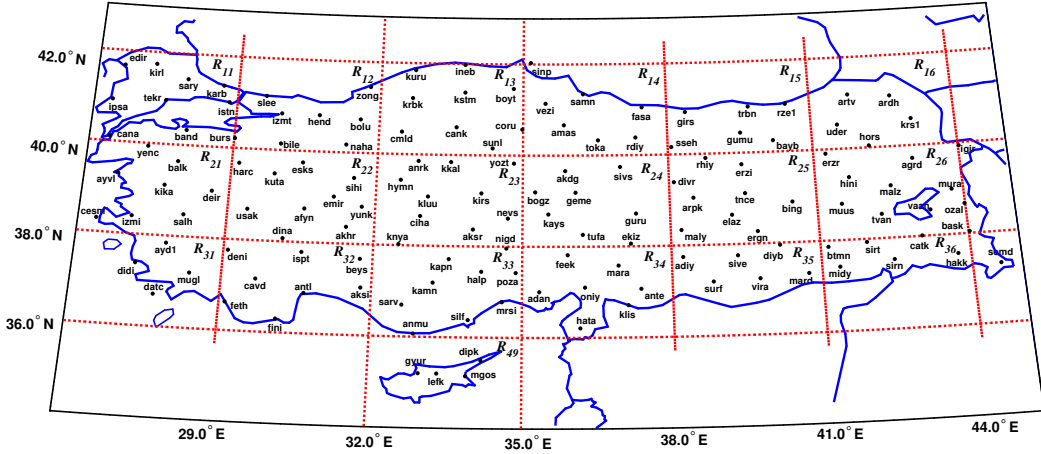 42.0° N
edir
kirl
sary
R11
karb
tekr
ipsa
istn
slee
R12
zong
kuru
ineb
R13
sinp
krbk
kstm
boyt
vezi
samn
R14
fasa
R15
trbn
rze1
R16
artv
ardh
cana
band
burs
izmt
hend
bolu
cmld
cank
coru
amas
girs
gumu
uder
hors
krs1
40.0° N
yenc
bile
naha
sunl
toka
rdiy
sseh
bayb
Igir
R21
balk
harc
esks
R22
anrk
kkal
yozt
R23
akdg
sivs
R24
rhiy
erzi
R25
erzr
agrd
R26
ayvl
kika
deir
kuta
sihi
hymn
divr
hini
malz
mura
cesm
izmi
salh
usak
afyn
emir
yunk
kluu
kirs
bogz
geme
arpk
tnce
bing
muus
vaan
ozal
ciha
nevs
kays
guru
elaz
tvan
bask
38.0° N
ayd1
R31
dina
akhr
knya
aksr
nigd
tufa
ekiz
maly
ergn
catk
R36
didi
deni
ispt
R32
beys
kapn
R33
feek
mara
R34
adiy
sive
diyb
R35
btmn
sirt
sirn
hakk
semd
datc
mugl
cavd
antl
aksi
kamn
halp
poza
oniy
ante
surf
vira
mard
midy
feth
sarv
adan
klis
36.0° N
fini
anmu
silf
mrsi
hata
R49
gyur
dipk
lefk
mgos
29.0° E
32.0° E
35.0° E
38.0° E
41.0° E
44.0° E